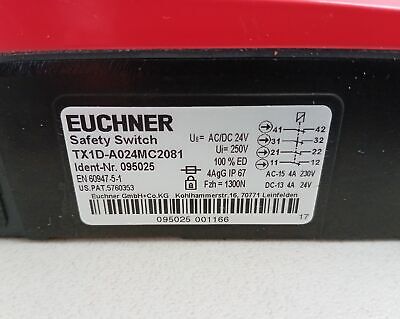 EUCHNER
Safety Switch
TX1D-A024MC2081
Ident-Nr. 095025
EN 60947-5-1
US.PAT.5760353
UB = AC/DC 24V
Ui = 250V
100 % ED
4AgG IP 67
Fzh = 1300N
41 42
31 32
21 22
11 12
AC-15 4A 230V
DC-13 4A 24V
Euchner GmbH+Co.KG Kohlhammerstr.16, 70771 Leinfelden
095025 001166
17